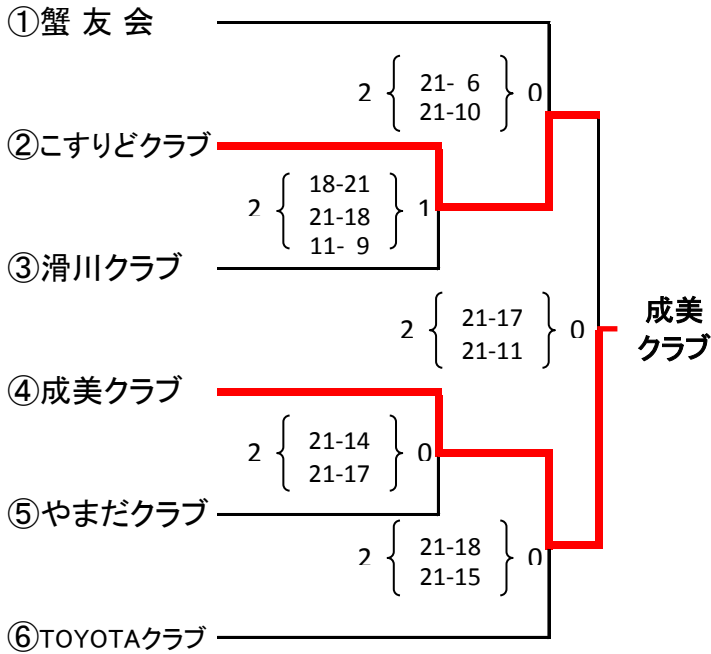 ①蟹 友 会
2 { 21- 6 } 0
21-10
②こすりどクラブ
18-21
2 { 21-18 } 1
11- 9
③滑川クラブ
成美
クラブ
2 { 21-17 } 0
21-11
④成美クラブ
2 { 21-14 } 0
21-17
⑤やまだクラブ
2 { 21-18 } 0
21-15
⑥TOYOTAクラブ